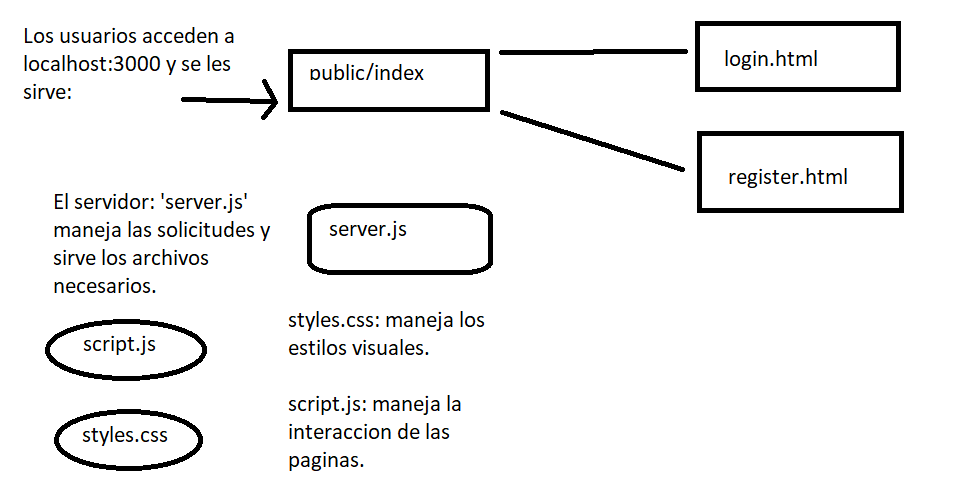 Los usuarios acceden a
localhost:3000 y se les
sirve:
public/index
login.html
register.html
El servidor: 'server.js'
maneja las solicitudes y
sirve los archivos
necesarios.
server.js
script.js
styles.css: maneja los
estilos visuales.
styles.css
script.js: maneja la
interaccion de las
paginas.